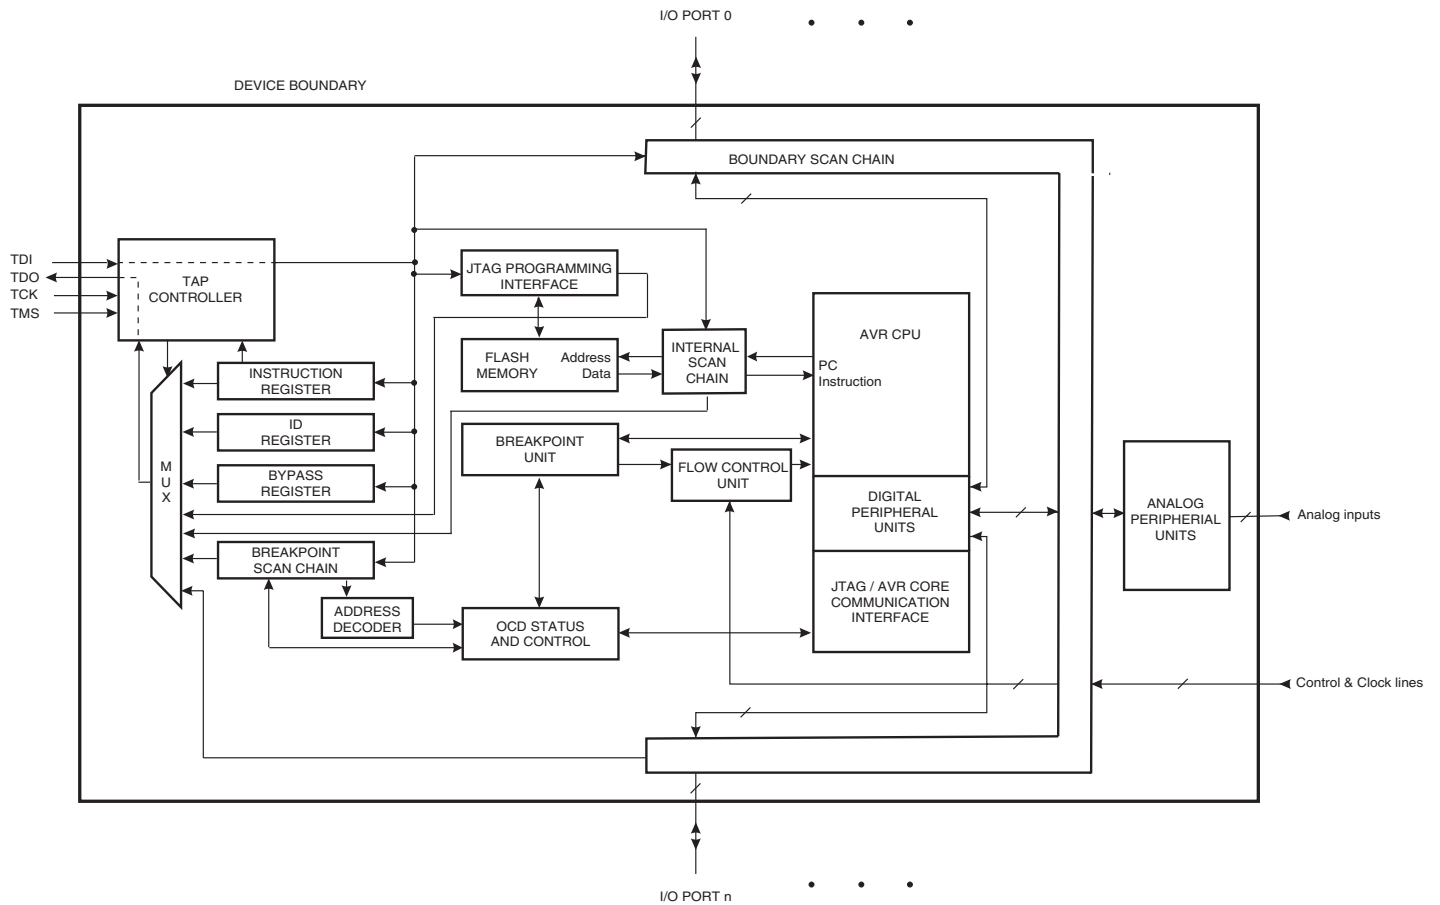 I/O PORT 0
DEVICE BOUNDARY
BOUNDARY SCAN CHAIN
TDI
TDO
TCK
TMS
TAP
CONTROLLER
JTAG PROGRAMMING
INTERFACE
FLASH
MEMORY
Address
Data
INTERNAL
SCAN
CHAIN
AVR CPU
PC
Instruction
INSTRUCTION
REGISTER
ID
REGISTER
BYPASS
REGISTER
M
U
X
BREAKPOINT
UNIT
FLOW CONTROL
UNIT
DIGITAL
PERIPHERAL
UNITS
ANALOG
PERIPHERIAL
UNITS
Analog inputs
BREAKPOINT
SCAN CHAIN
ADDRESS
DECODER
OCD STATUS
AND CONTROL
JTAG / AVR CORE
COMMUNICATION
INTERFACE
Control & Clock lines
I/O PORT n